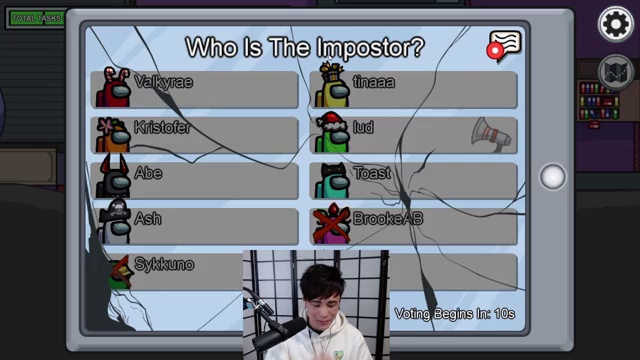 TOTAL TASKS
Who Is The Impostor?
Valkyrae
tinaaa
Kristofer
lud
Abe
Toast
Ash
BrookeAB
Sykkuno
Voting Begins In: 10s